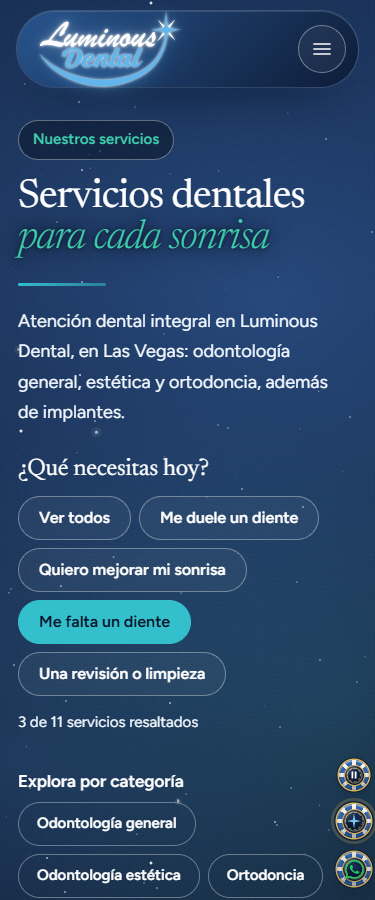 Luminous
Dental
Nuestros servicios
Servicios dentales
para cada sonrisa
Atención dental integral en Luminous
Dental, en Las Vegas: odontología
general, estética y ortodoncia, además
de implantes.
¿Qué necesitas hoy?
Ver todos
Me duele un diente
Quiero mejorar mi sonrisa
Me falta un diente
Una revisión o limpieza
3 de 11 servicios resaltados
Explora por categoría
Odontología general
Odontología estética
Ortodoncia